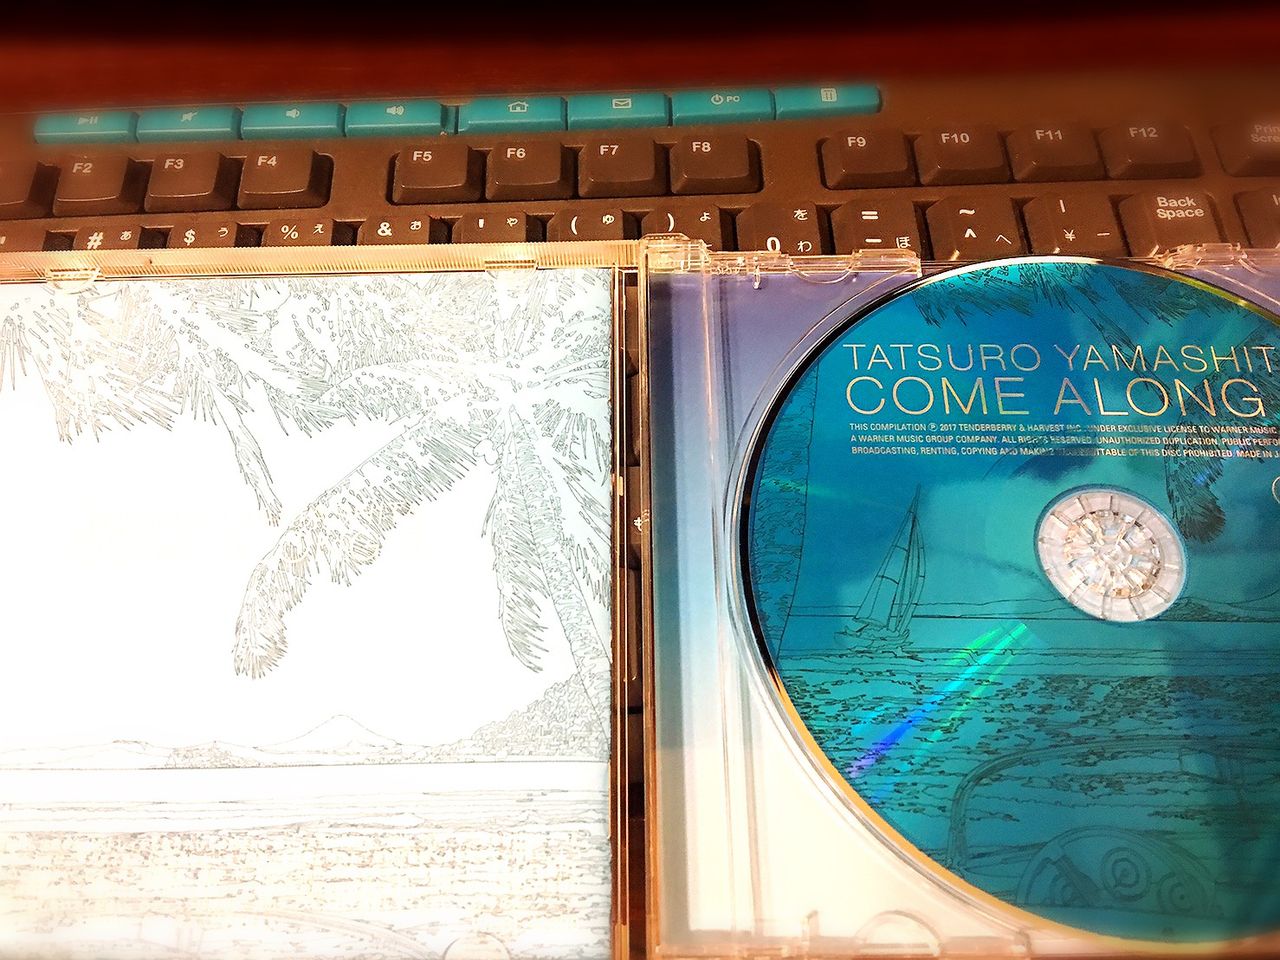 PC
F2 F3 F4 F5 F6 F7 F8 F9 F10 F11 F12
# あ $ う % え & お ' や ( ゆ ) よ を = ~ |
0 わ - ほ ^ へ ¥ ー
Back
Space
TATSURO YAMASHIT
COME ALONG
THIS COMPILATION ℗ 2017 TENDERBERRY & HARVEST INC. UNDER EXCLUSIVE LICENSE TO WARNER MUSIC
A WARNER MUSIC GROUP COMPANY. ALL RIGHTS RESERVED. UNAUTHORIZED DUPLICATION, PUBLIC PERFO
BROADCASTING, RENTING, COPYING AND MAKING TRANSMITTABLE OF THIS DISC PROHIBITED. MADE IN J